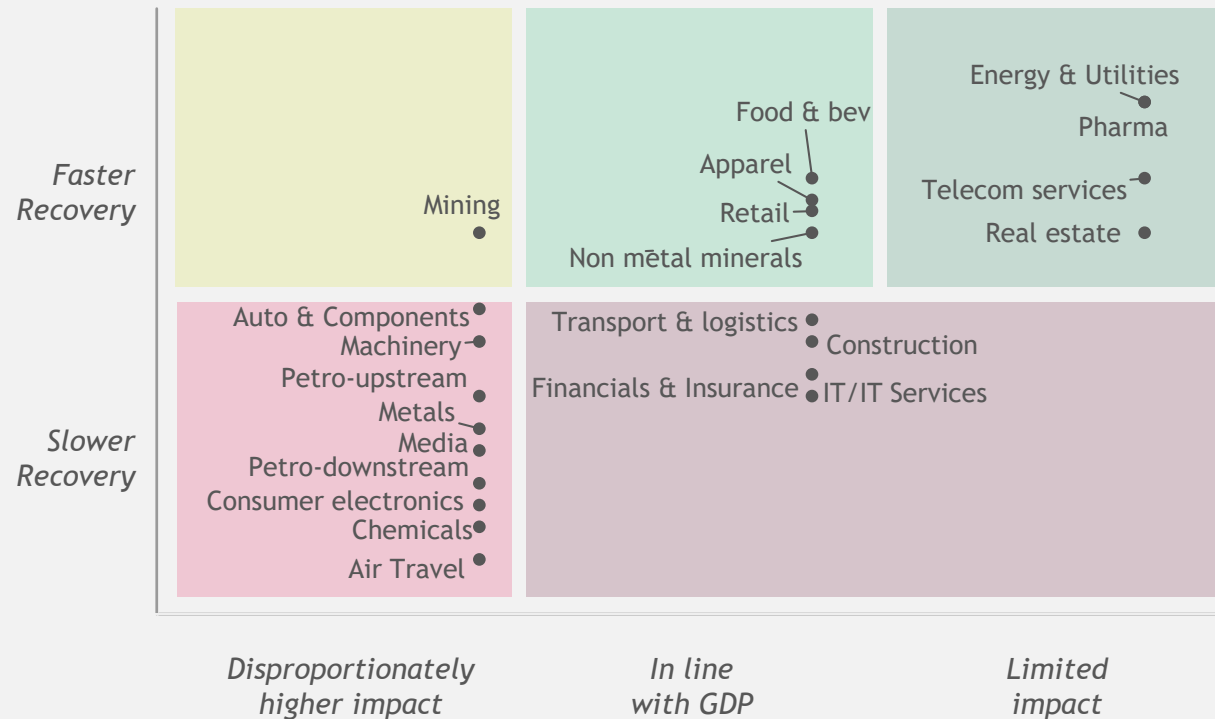 Energy & Utilities
Food & bev
Pharma
Faster
Recovery
Apparel
Telecom services
Mining
Retail
Real estate
Non metal minerals
Auto & Components
Transport & logistics
Machinery
Construction
Petro-upstream
Financials & Insurance
IT/IT Services
Metals
Slower
Recovery
Media
Petro-downstream
Consumer electronics
Chemicals
Air Travel
Disproportionately
higher impact
In line
with GDP
Limited
impact